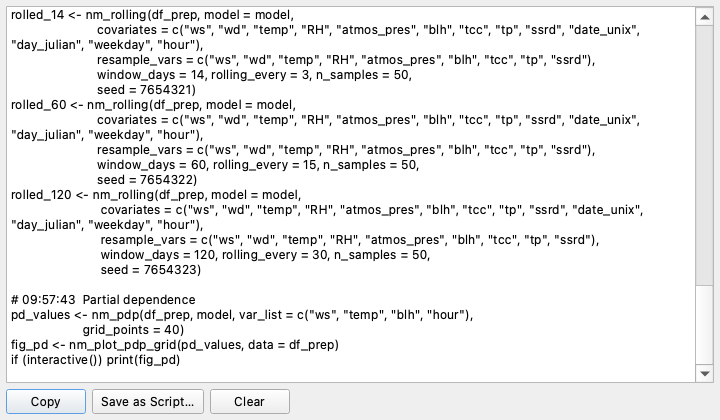 rolled_14 <- nm_rolling(df_prep, model = model,
covariates = c("ws", "wd", "temp", "RH", "atmos_pres", "blh", "tcc", "tp", "ssrd", "date_unix",
"day_julian", "weekday", "hour"),
resample_vars = c("ws", "wd", "temp", "RH", "atmos_pres", "blh", "tcc", "tp", "ssrd"),
window_days = 14, rolling_every = 3, n_samples = 50,
seed = 7654321)
rolled_60 <- nm_rolling(df_prep, model = model,
covariates = c("ws", "wd", "temp", "RH", "atmos_pres", "blh", "tcc", "tp", "ssrd", "date_unix",
"day_julian", "weekday", "hour"),
resample_vars = c("ws", "wd", "temp", "RH", "atmos_pres", "blh", "tcc", "tp", "ssrd"),
window_days = 60, rolling_every = 15, n_samples = 50,
seed = 7654322)
rolled_120 <- nm_rolling(df_prep, model = model,
covariates = c("ws", "wd", "temp", "RH", "atmos_pres", "blh", "tcc", "tp", "ssrd", "date_unix",
"day_julian", "weekday", "hour"),
resample_vars = c("ws", "wd", "temp", "RH", "atmos_pres", "blh", "tcc", "tp", "ssrd"),
window_days = 120, rolling_every = 30, n_samples = 50,
seed = 7654323)
# 09:57:43  Partial dependence
pd_values <- nm_pdp(df_prep, model, var_list = c("ws", "temp", "blh", "hour"),
grid_points = 40)
fig_pd <- nm_plot_pdp_grid(pd_values, data = df_prep)
if (interactive()) print(fig_pd)
Copy
Save as Script...
Clear